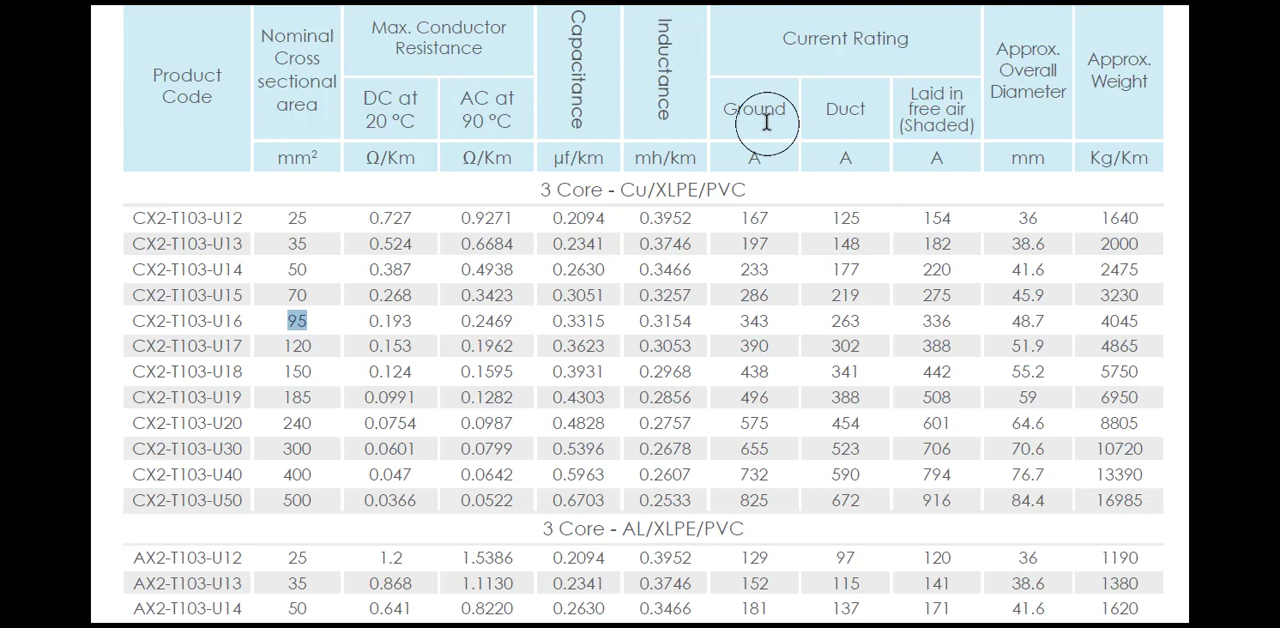 Product Code Nominal Cross sectional area Max. Conductor Resistance Capacitance Inductance Current Rating Approx. Overall Diameter Approx. Weight
DC at 20 °C AC at 90 °C Ground Duct Laid in free air (Shaded)
mm² Ω/Km Ω/Km µf/km mh/km A A A mm Kg/Km
3 Core - Cu/XLPE/PVC
CX2-T103-U12 25 0.727 0.9271 0.2094 0.3952 167 125 154 36 1640
CX2-T103-U13 35 0.524 0.6684 0.2341 0.3746 197 148 182 38.6 2000
CX2-T103-U14 50 0.387 0.4938 0.2630 0.3466 233 177 220 41.6 2475
CX2-T103-U15 70 0.268 0.3423 0.3051 0.3257 286 219 275 45.9 3230
CX2-T103-U16 95 0.193 0.2469 0.3315 0.3154 343 263 336 48.7 4045
CX2-T103-U17 120 0.153 0.1962 0.3623 0.3053 390 302 388 51.9 4865
CX2-T103-U18 150 0.124 0.1595 0.3931 0.2968 438 341 442 55.2 5750
CX2-T103-U19 185 0.0991 0.1282 0.4303 0.2856 496 388 508 59 6950
CX2-T103-U20 240 0.0754 0.0987 0.4828 0.2757 575 454 601 64.6 8805
CX2-T103-U30 300 0.0601 0.0799 0.5396 0.2678 655 523 706 70.6 10720
CX2-T103-U40 400 0.047 0.0642 0.5963 0.2607 732 590 794 76.7 13390
CX2-T103-U50 500 0.0366 0.0522 0.6703 0.2533 825 672 916 84.4 16985
3 Core - AL/XLPE/PVC
AX2-T103-U12 25 1.2 1.5386 0.2094 0.3952 129 97 120 36 1190
AX2-T103-U13 35 0.868 1.1130 0.2341 0.3746 152 115 141 38.6 1380
AX2-T103-U14 50 0.641 0.8220 0.2630 0.3466 181 137 171 41.6 1620